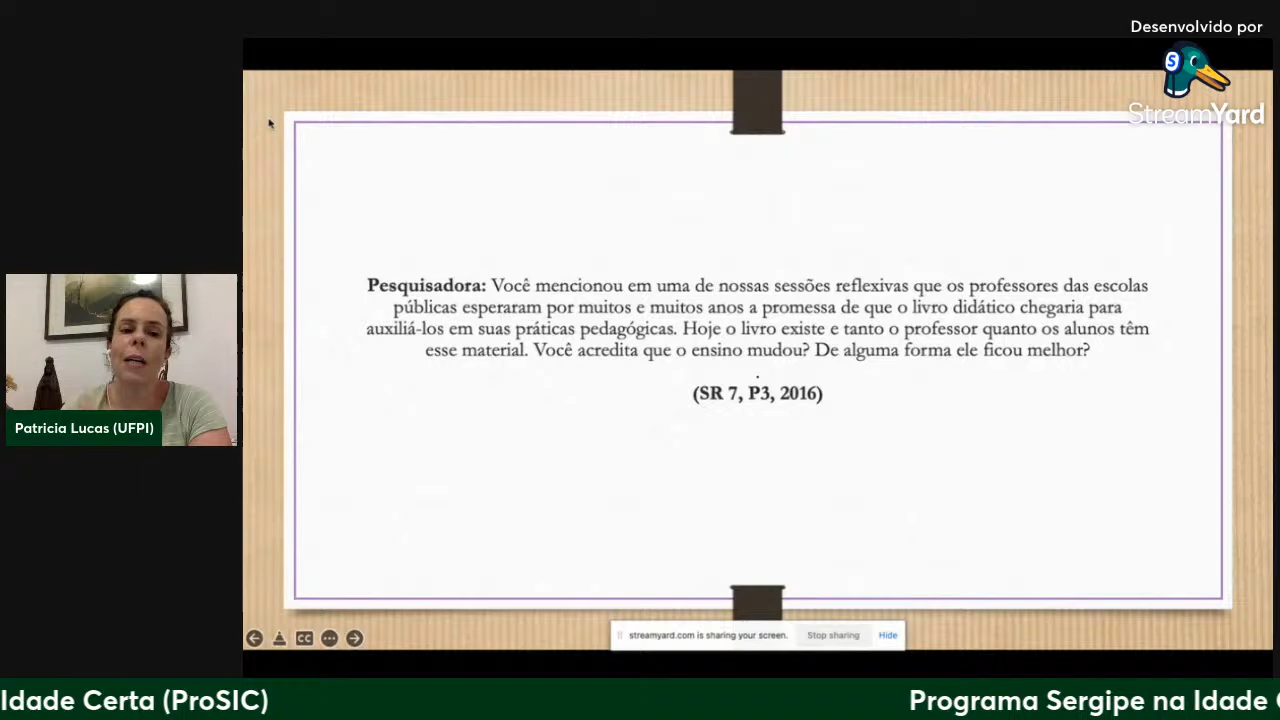 Desenvolvido por
StreamYard
Pesquisadora: Você mencionou em uma de nossas sessões reflexivas que os professores das escolas
públicas esperaram por muitos e muitos anos a promessa de que o livro didático chegaria para
auxiliá-los em suas práticas pedagógicas. Hoje o livro existe e tanto o professor quanto os alunos têm
esse material. Você acredita que o ensino mudou? De alguma forma ele ficou melhor?
.
(SR 7, P3, 2016)
Patricia Lucas (UFPI)
CC
streamyard.com is sharing your screen. Stop sharing Hide
Idade Certa (ProSIC) Programa Sergipe na Idade